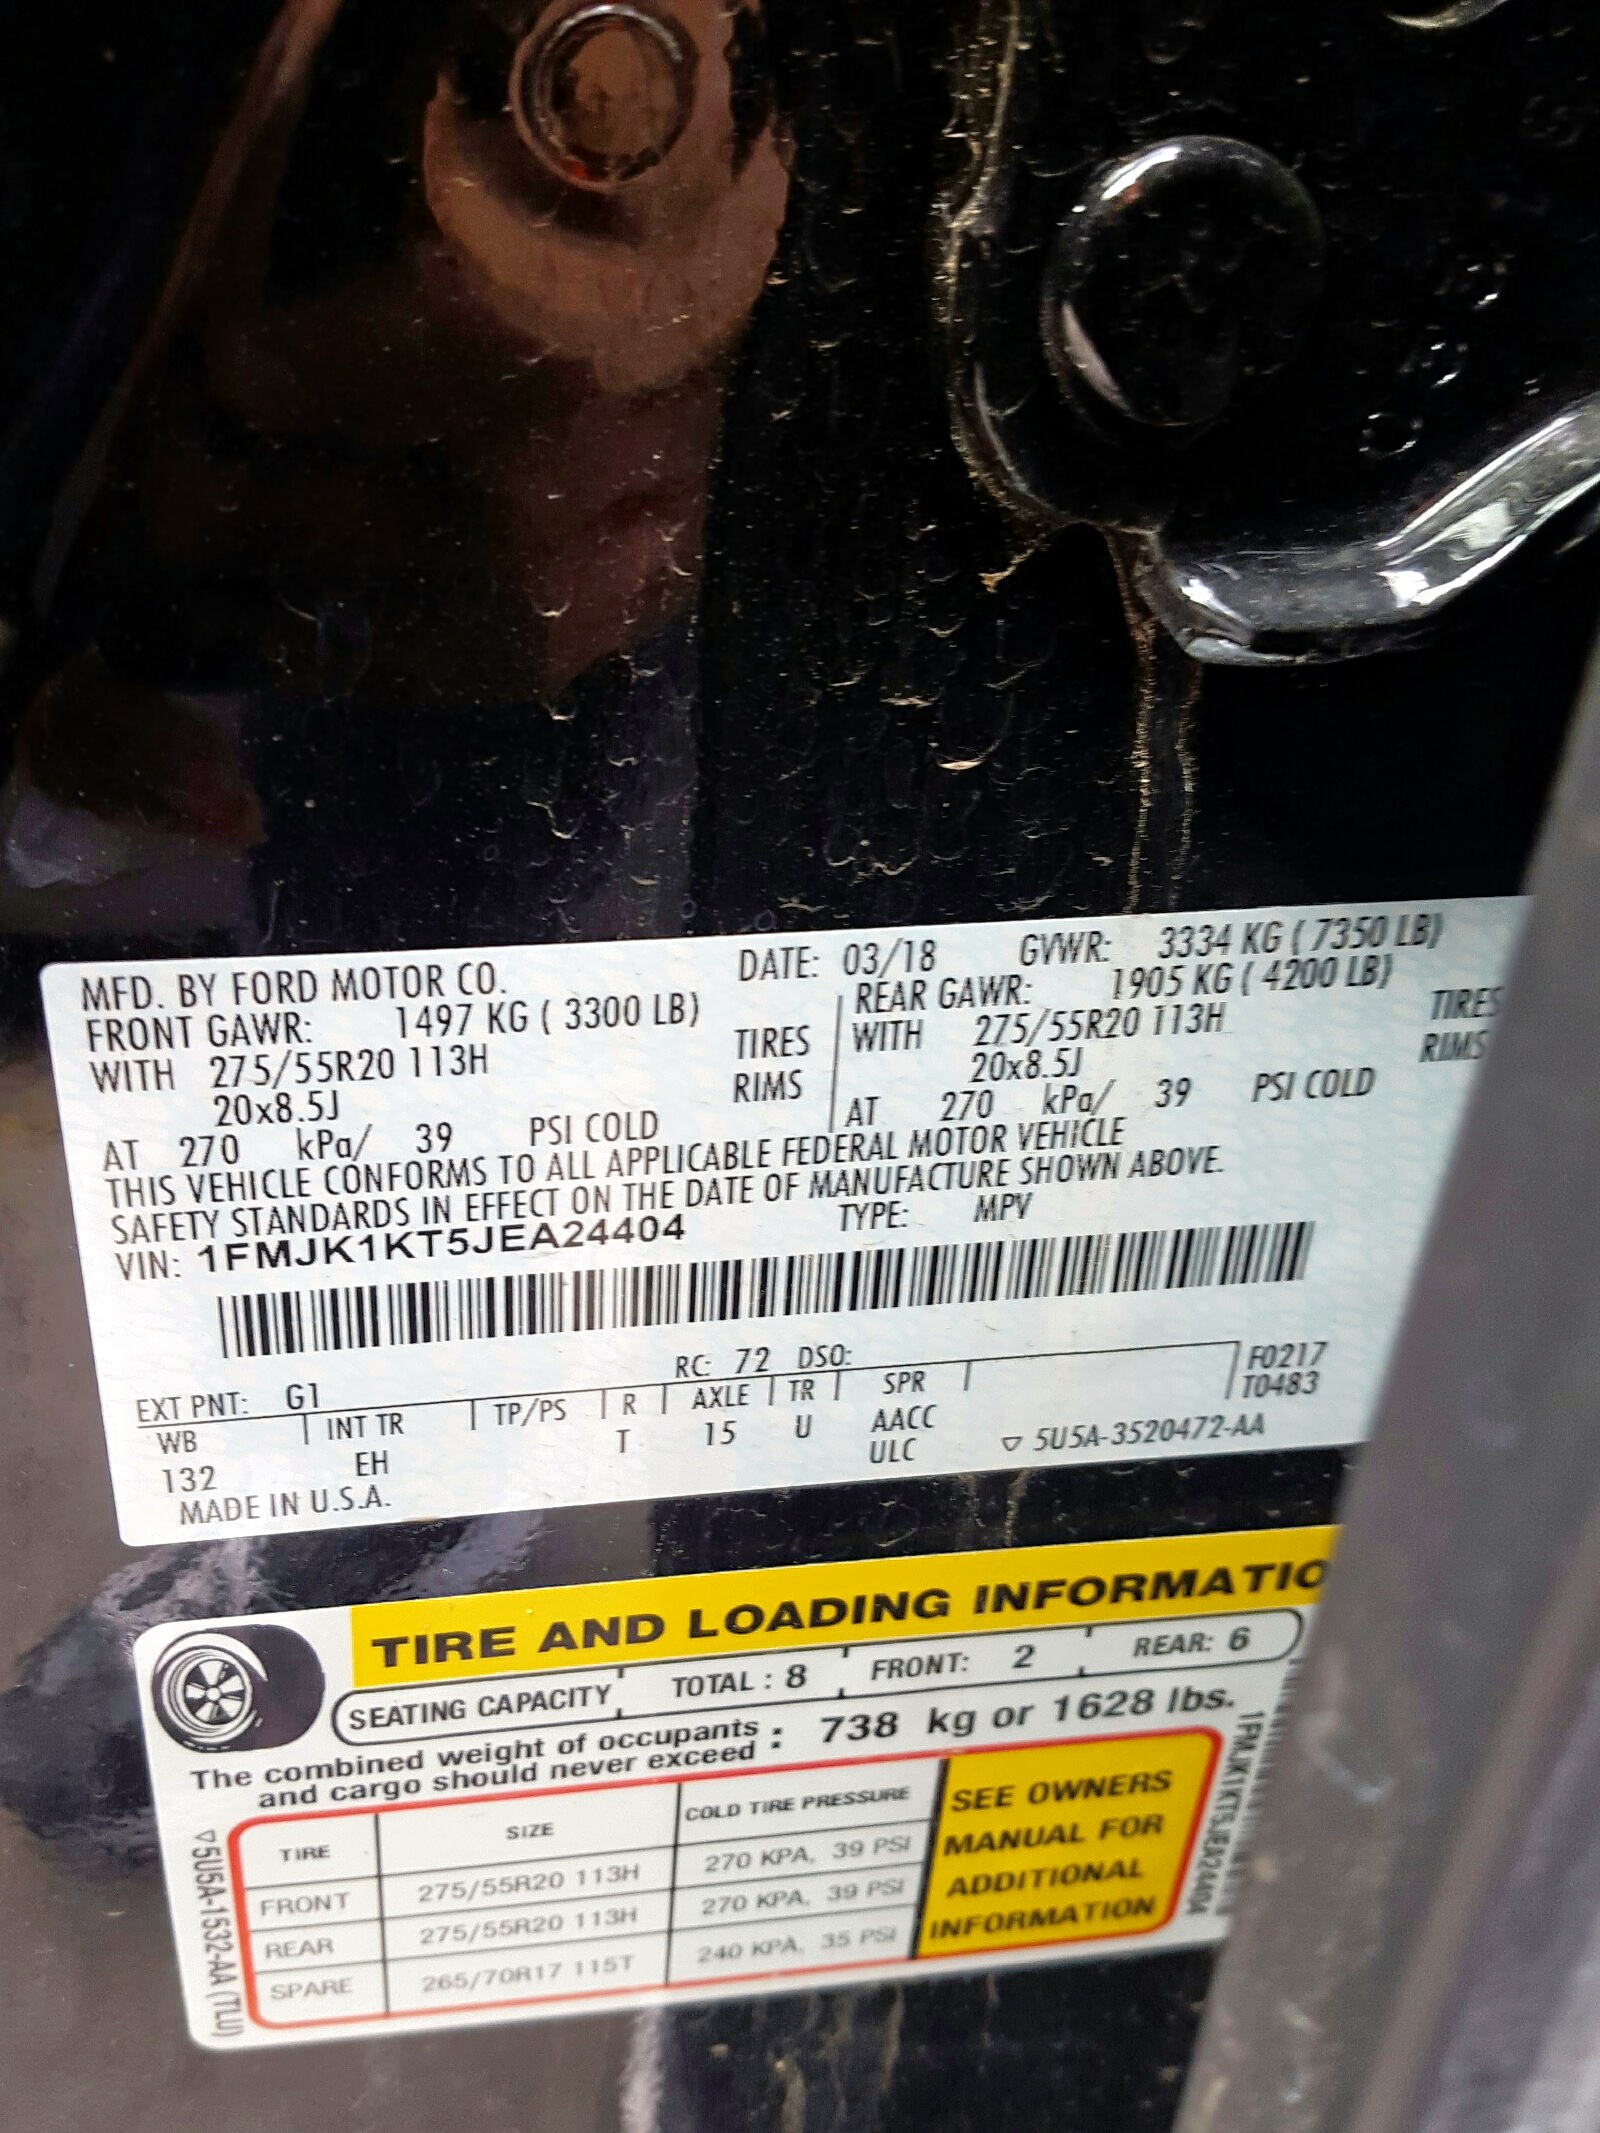 MFD. BY FORD MOTOR CO. DATE: 03/18 GVWR: 3334 KG ( 7350 LB)
FRONT GAWR: 1497 KG ( 3300 LB) REAR GAWR: 1905 KG ( 4200 LB)
WITH 275/55R20 113H TIRES WITH 275/55R20 113H TIRES
20x8.5J RIMS 20x8.5J RIMS
AT 270 kPa/ 39 PSI COLD AT 270 kPa/ 39 PSI COLD
THIS VEHICLE CONFORMS TO ALL APPLICABLE FEDERAL MOTOR VEHICLE
SAFETY STANDARDS IN EFFECT ON THE DATE OF MANUFACTURE SHOWN ABOVE.
VIN: 1FMJK1KT5JEA24404 TYPE: MPV
RC: 72 DSO: F0217
EXT PNT: G1 T0483
WB INT TR TP/PS R AXLE TR SPR
132 EH T 15 U AACC
ULC ▽ 5U5A-3520472-AA
MADE IN U.S.A.
TIRE AND LOADING INFORMATIO
SEATING CAPACITY TOTAL : 8 FRONT: 2 REAR: 6
The combined weight of occupants
and cargo should never exceed : 738 kg or 1628 lbs.
TIRE SIZE COLD TIRE PRESSURE
FRONT 275/55R20 113H 270 KPA, 39 PSI
REAR 275/55R20 113H 270 KPA, 39 PSI
SPARE 265/70R17 115T 240 KPA, 35 PSI
SEE OWNERS
MANUAL FOR
ADDITIONAL
INFORMATION
▽5U5A-1532-AA (TLU)
1FMJK1KT5JEA24404